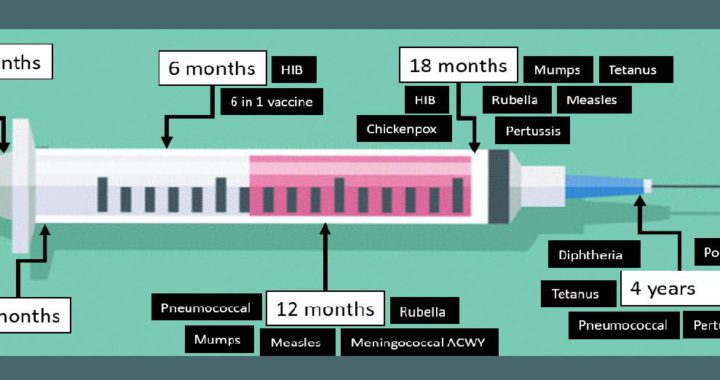 nths
6 months
HIB
6 in 1 vaccine
18 months
Mumps
Tetanus
HIB
Rubella
Measles
Chickenpox
Pertussis
onths
Pneumococcal
12 months
Rubella
Mumps
Measles
Meningococcal ACWY
Diphtheria
Po
Tetanus
4 years
Pneumococcal
Pertu